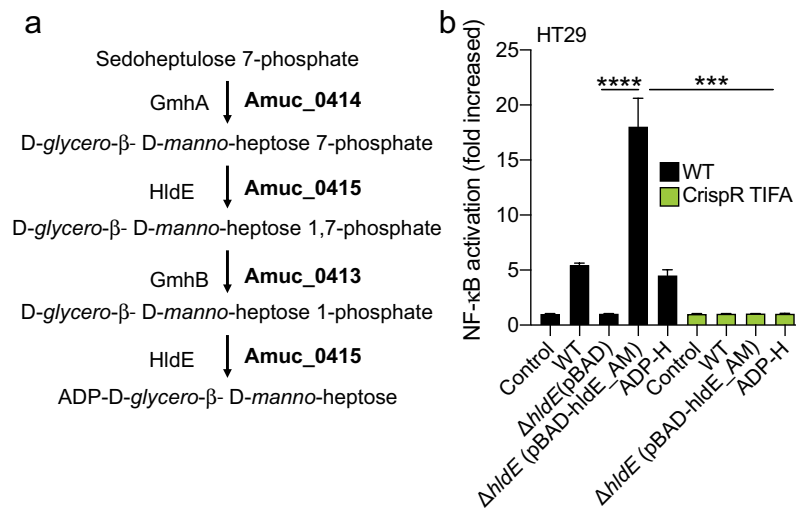 a
Sedoheptulose 7-phosphate
GmhA Amuc_0414
D-glycero-β- D-manno-heptose 7-phosphate
HldE Amuc_0415
D-glycero-β- D-manno-heptose 1,7-phosphate
GmhB Amuc_0413
D-glycero-β- D-manno-heptose 1-phosphate
HldE Amuc_0415
ADP-D-glycero-β- D-manno-heptose
b
HT29
NF-κB activation (fold increased)
25
20
15
10
5
0
**** ***
WT
CrispR TIFA
Control
WT
ΔhldE(pBAD)
ΔhldE (pBAD-hldE_AM)
ADP-H
Control
WT
ΔhldE (pBAD-hldE_AM)
ADP-H